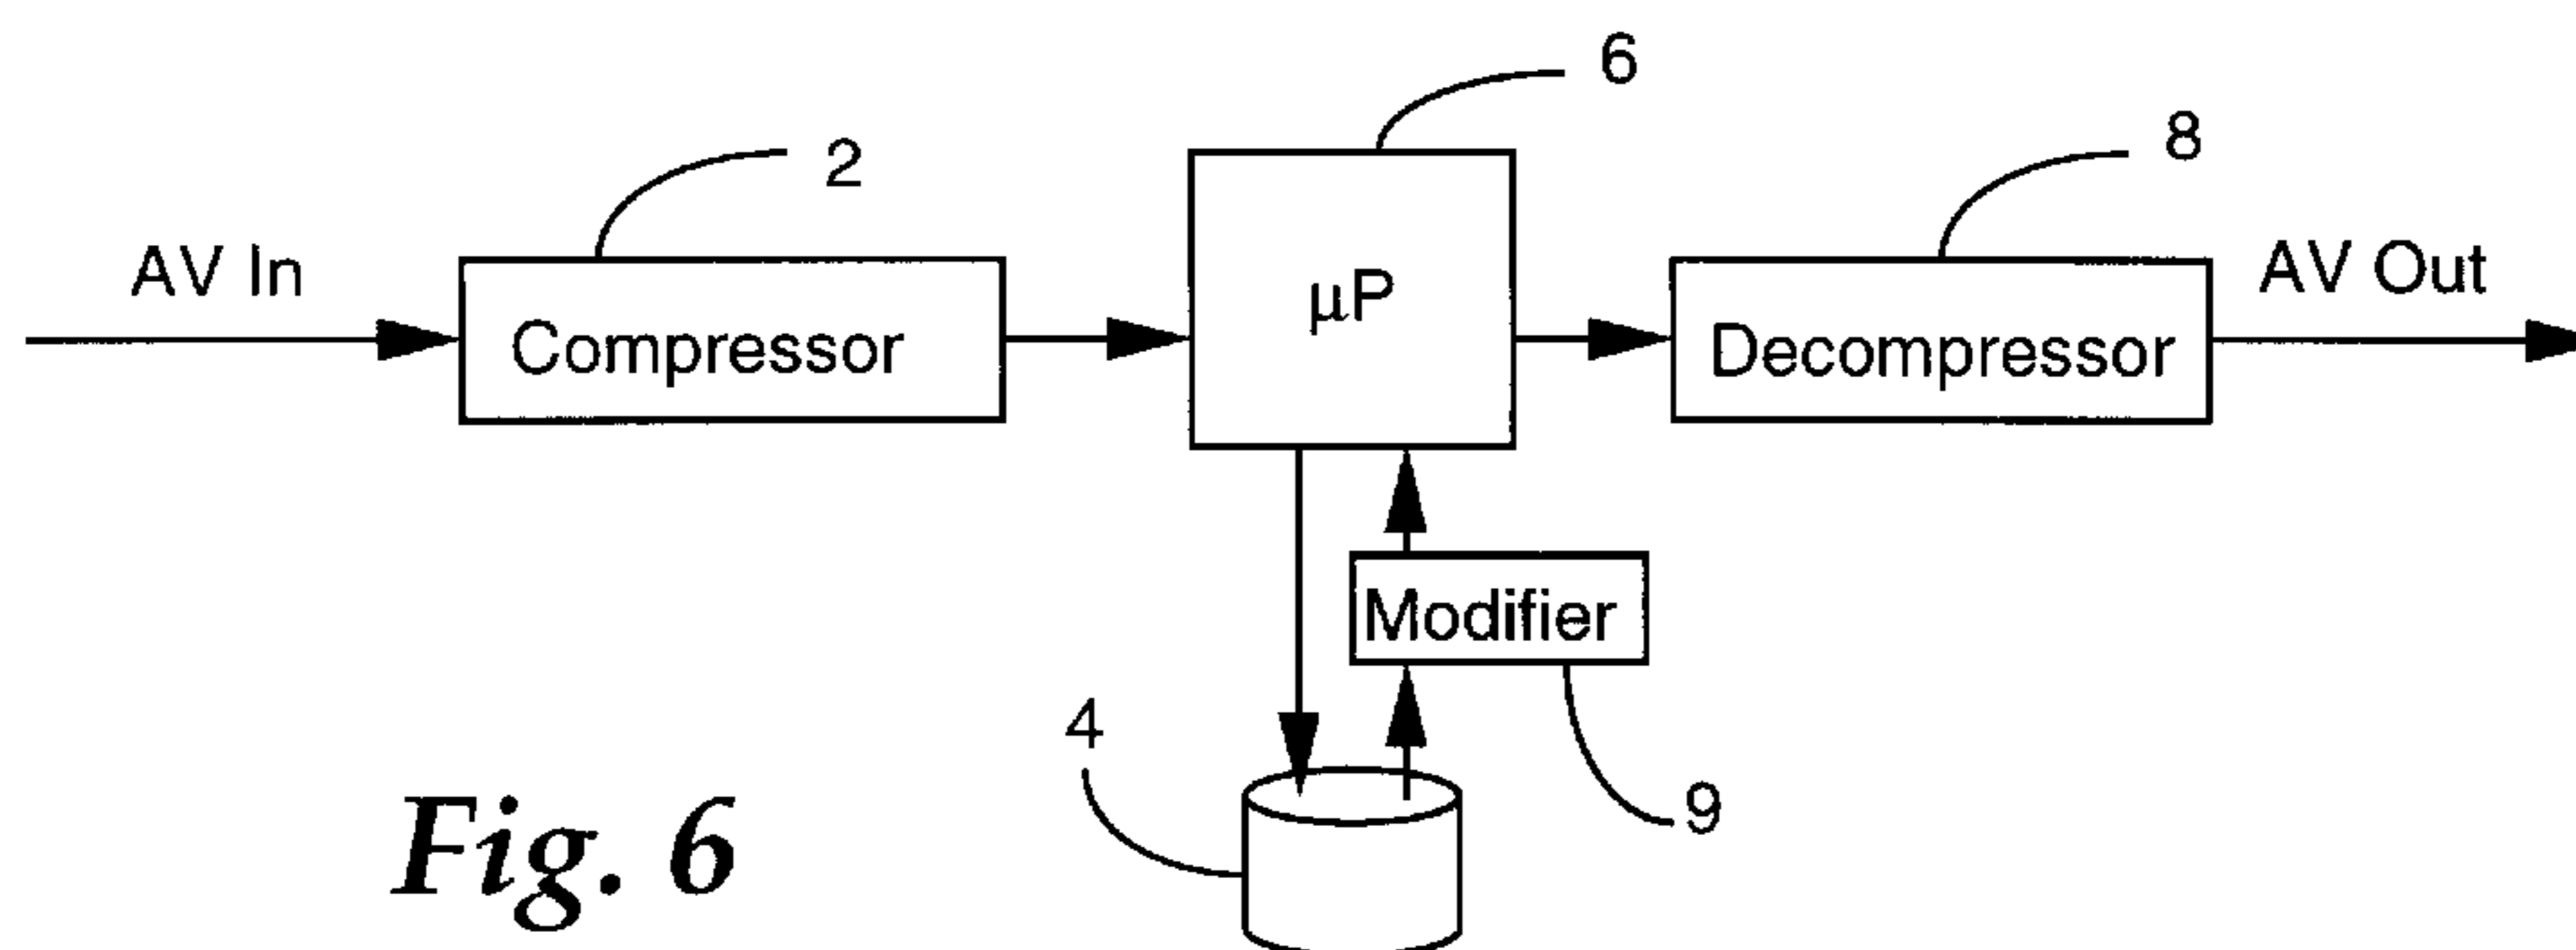 6
8
2
AV In
Compressor
µP
Decompressor
AV Out
Modifier
4
9
Fig. 6